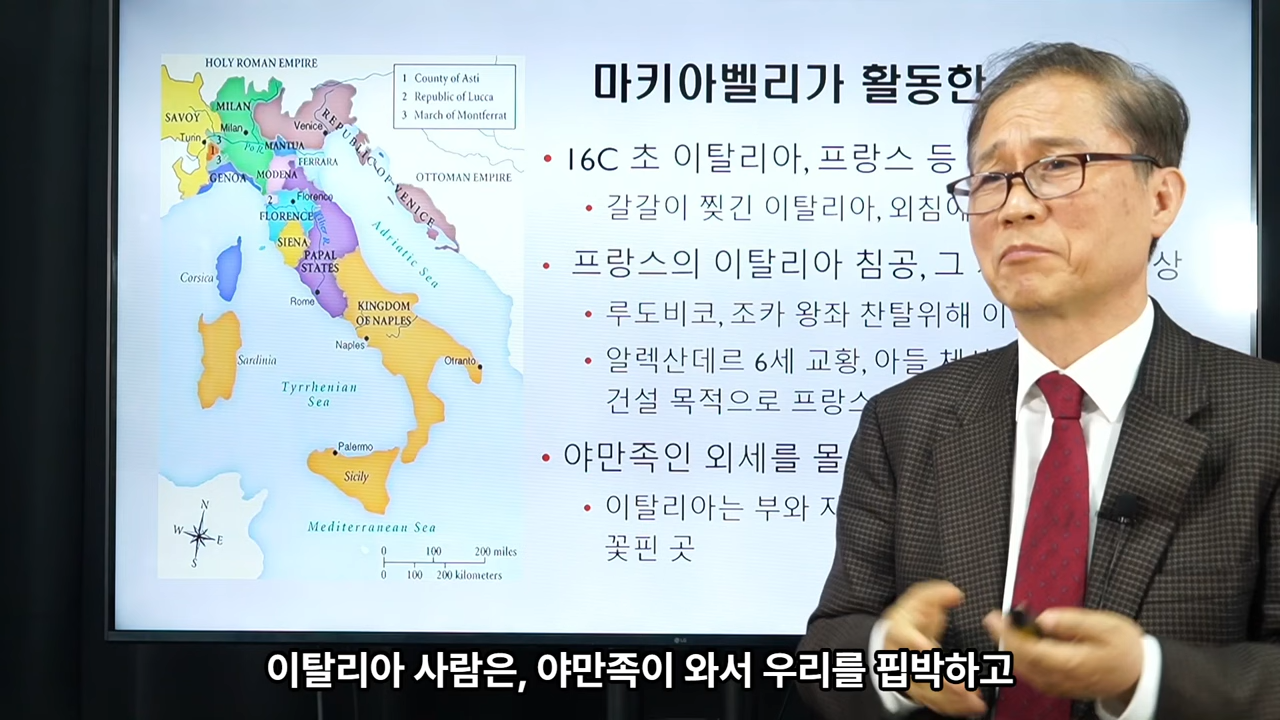 HOLY ROMAN EMPIRE
1 County of Asti
2 Republic of Lucca
3 March of Montferrat
MILAN
SAVOY
Milan
Venice
Turin
3
Po R.
MANTUA
1
3
FERRARA
REPUBLIC OF VENICE
GENOA
MODENA
OTTOMAN EMPIRE
2
Florence
FLORENCE
SIENA
Adriatic Sea
PAPAL
STATES
Corsica
Rome
KINGDOM
OF NAPLES
Naples
Otranto
Sardinia
Tyrrhenian
Sea
Palermo
Sicily
N
W
E
S
Mediterranean Sea
0 100 200 miles
0 100 200 kilometers
마키아벨리가 활동한
• 16C 초 이탈리아, 프랑스 등
• 갈갈이 찢긴 이탈리아, 외침에
• 프랑스의 이탈리아 침공, 그 상
• 루도비코, 조카 왕좌 찬탈위해
• 알렉산데르 6세 교황, 아들
건설 목적으로
• 야만족인 외세를
• 이탈리아는 부와
꽃핀 곳
LG
이탈리아 사람은, 야만족이 와서 우리를 핍박하고